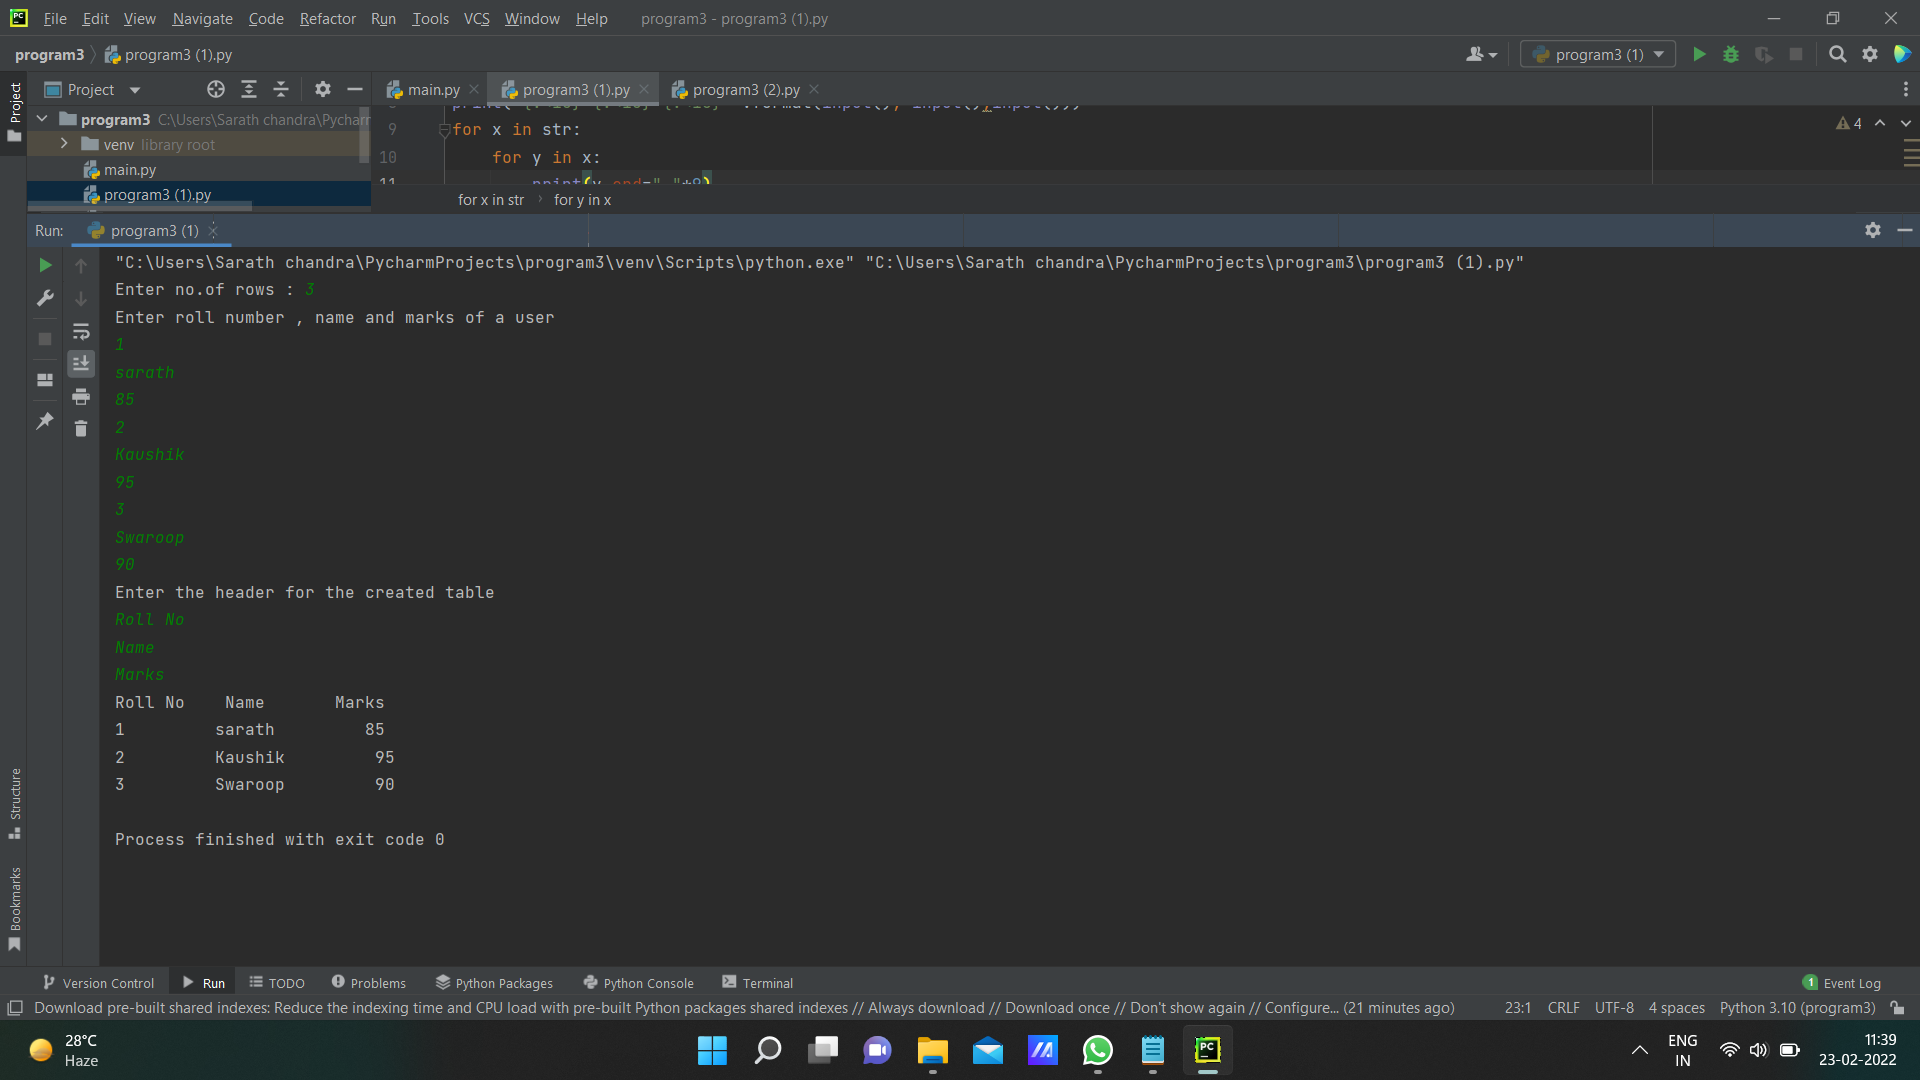 File Edit View Navigate Code Refactor Run Tools VCS Window Help program3 - program3 (1).py
program3 program3 (1).py program3 (1)
Project main.py program3 (1).py program3 (2).py
Project
program3 C:\Users\Sarath chandra\Pycharm
venv library root
main.py
program3 (1).py
9 for x in str:
10 for y in x:
4
for x in str for y in x
Run: program3 (1)
"C:\Users\Sarath chandra\PycharmProjects\program3\venv\Scripts\python.exe" "C:\Users\Sarath chandra\PycharmProjects\program3\program3 (1).py"
Enter no.of rows : 3
Enter roll number , name and marks of a user
1
sarath
85
2
Kaushik
95
3
Swaroop
90
Enter the header for the created table
Roll No
Name
Marks
Roll No Name Marks
1 sarath 85
2 Kaushik 95
3 Swaroop 90
Process finished with exit code 0
Structure
Bookmarks
Version Control Run TODO Problems Python Packages Python Console Terminal 1 Event Log
Download pre-built shared indexes: Reduce the indexing time and CPU load with pre-built Python packages shared indexes // Always download // Download once // Don't show again // Configure... (21 minutes ago) 23:1 CRLF UTF-8 4 spaces Python 3.10 (program3)
28°C
Haze
PC
ENG
IN
11:39
23-02-2022